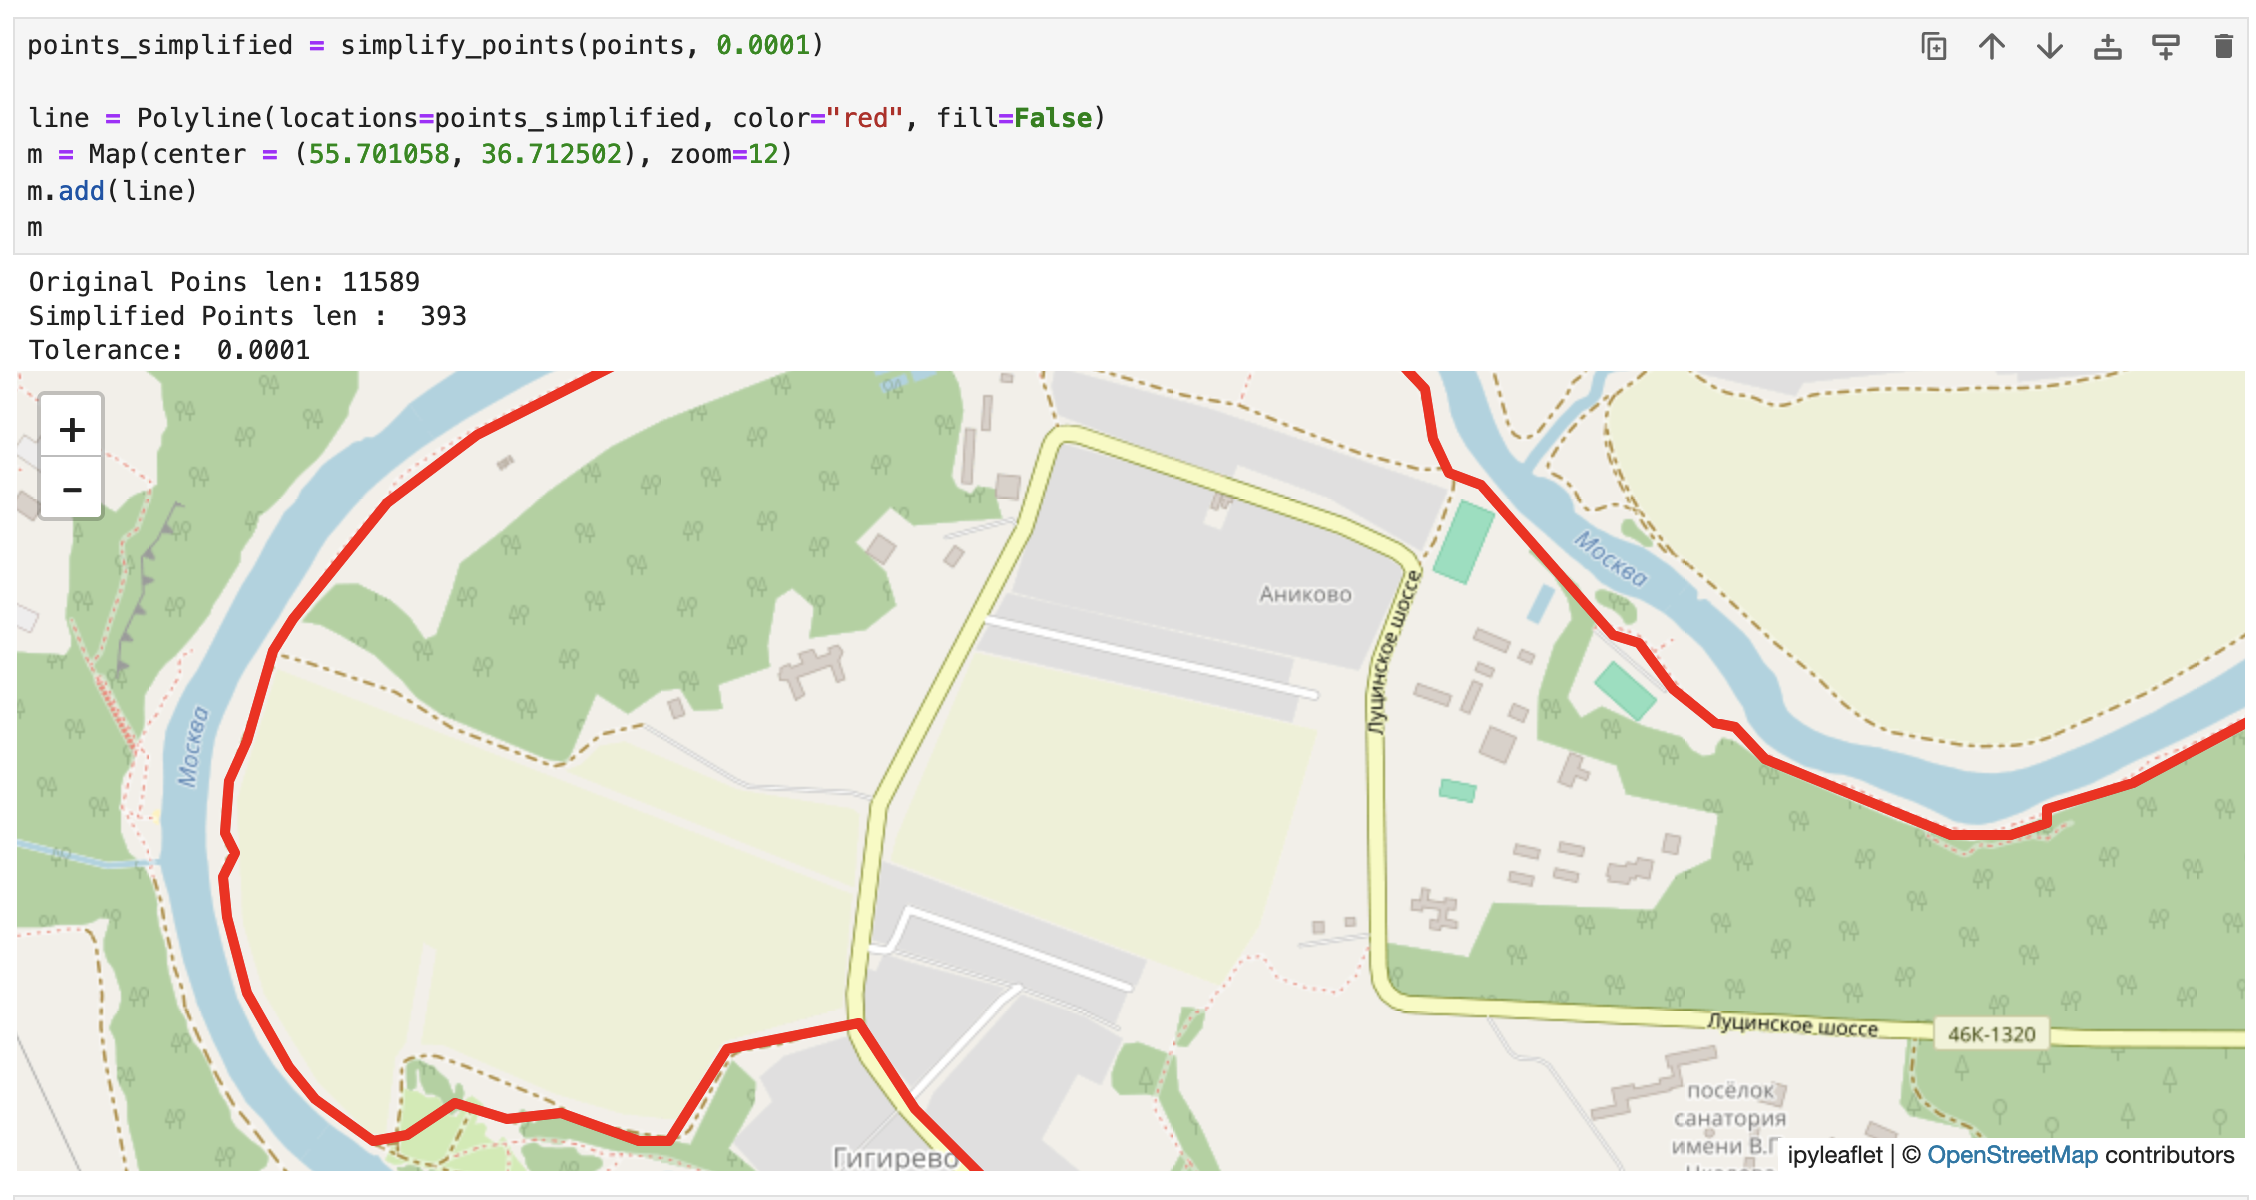 points_simplified = simplify_points(points, 0.0001)
line = Polyline(locations=points_simplified, color="red", fill=False)
m = Map(center = (55.701058, 36.712502), zoom=12)
m.add(line)
m
Original Poins len: 11589
Simplified Points len :  393
Tolerance:  0.0001
+
−
Москва
Аниково
Луцинское шоссе
Москва
Луцинское шоссе
46К-1320
посёлок
санатория
имени В.Г
Гигирево
ipyleaflet | © OpenStreetMap contributors